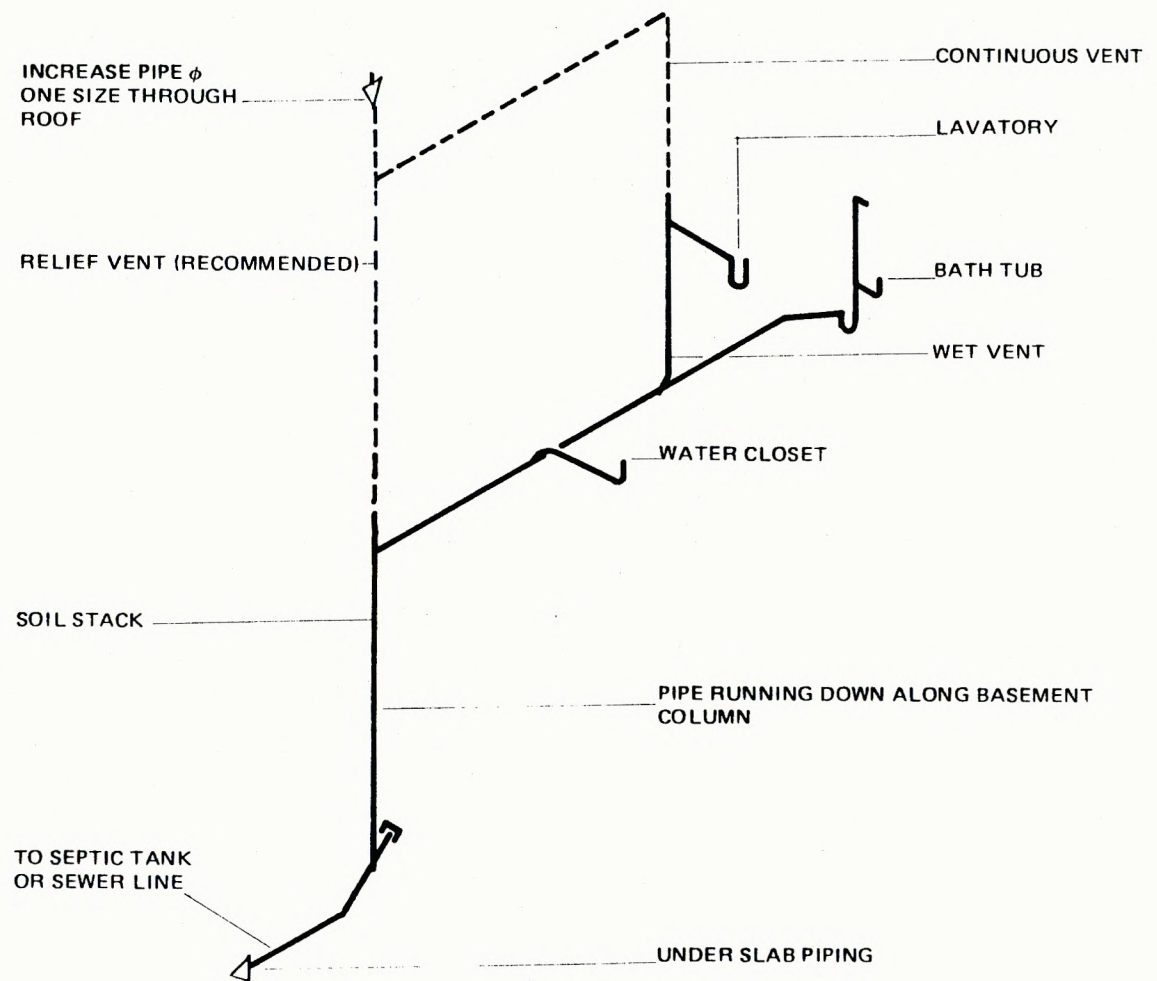 INCREASE PIPE ϕ
ONE SIZE THROUGH
ROOF
CONTINUOUS VENT
LAVATORY
RELIEF VENT (RECOMMENDED)
BATH TUB
WET VENT
WATER CLOSET
SOIL STACK
PIPE RUNNING DOWN ALONG BASEMENT
COLUMN
TO SEPTIC TANK
OR SEWER LINE
UNDER SLAB PIPING